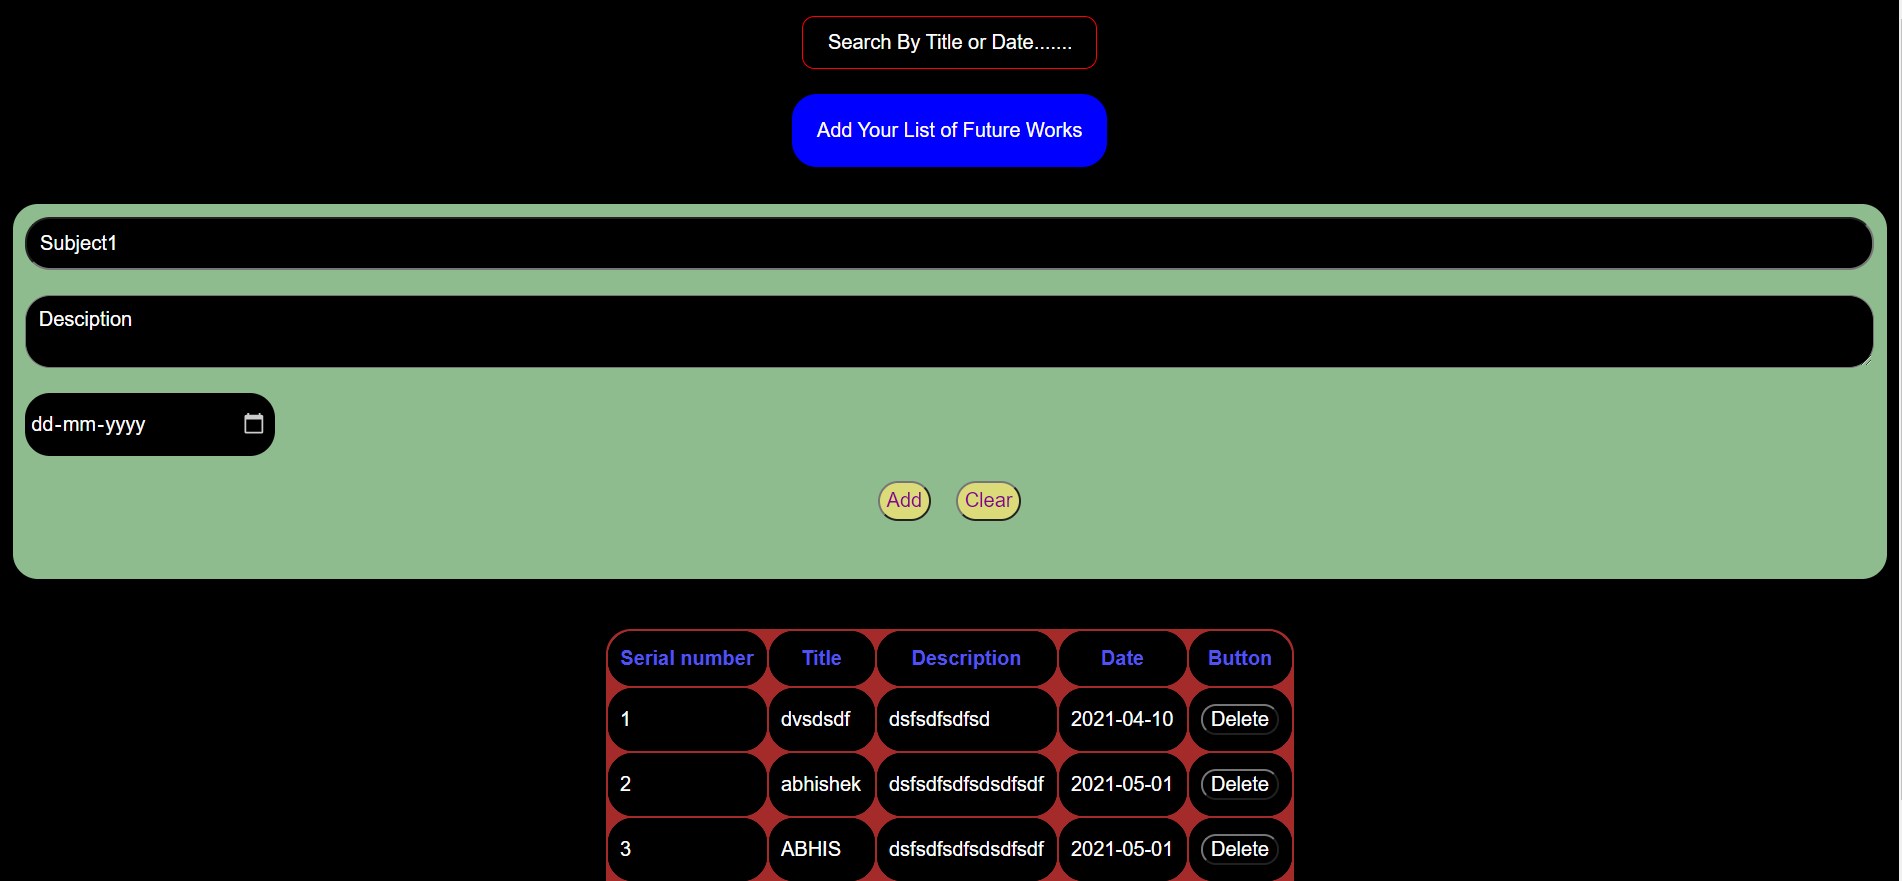 Search By Title or Date.......
Add Your List of Future Works
Subject1
Desciption
dd-mm-yyyy
Add Clear
Serial number Title Description Date Button
1 dvsdsdf dsfsdfsdfsd 2021-04-10 Delete
2 abhishek dsfsdfsdfsdsdfsdf 2021-05-01 Delete
3 ABHIS dsfsdfsdfsdsdfsdf 2021-05-01 Delete